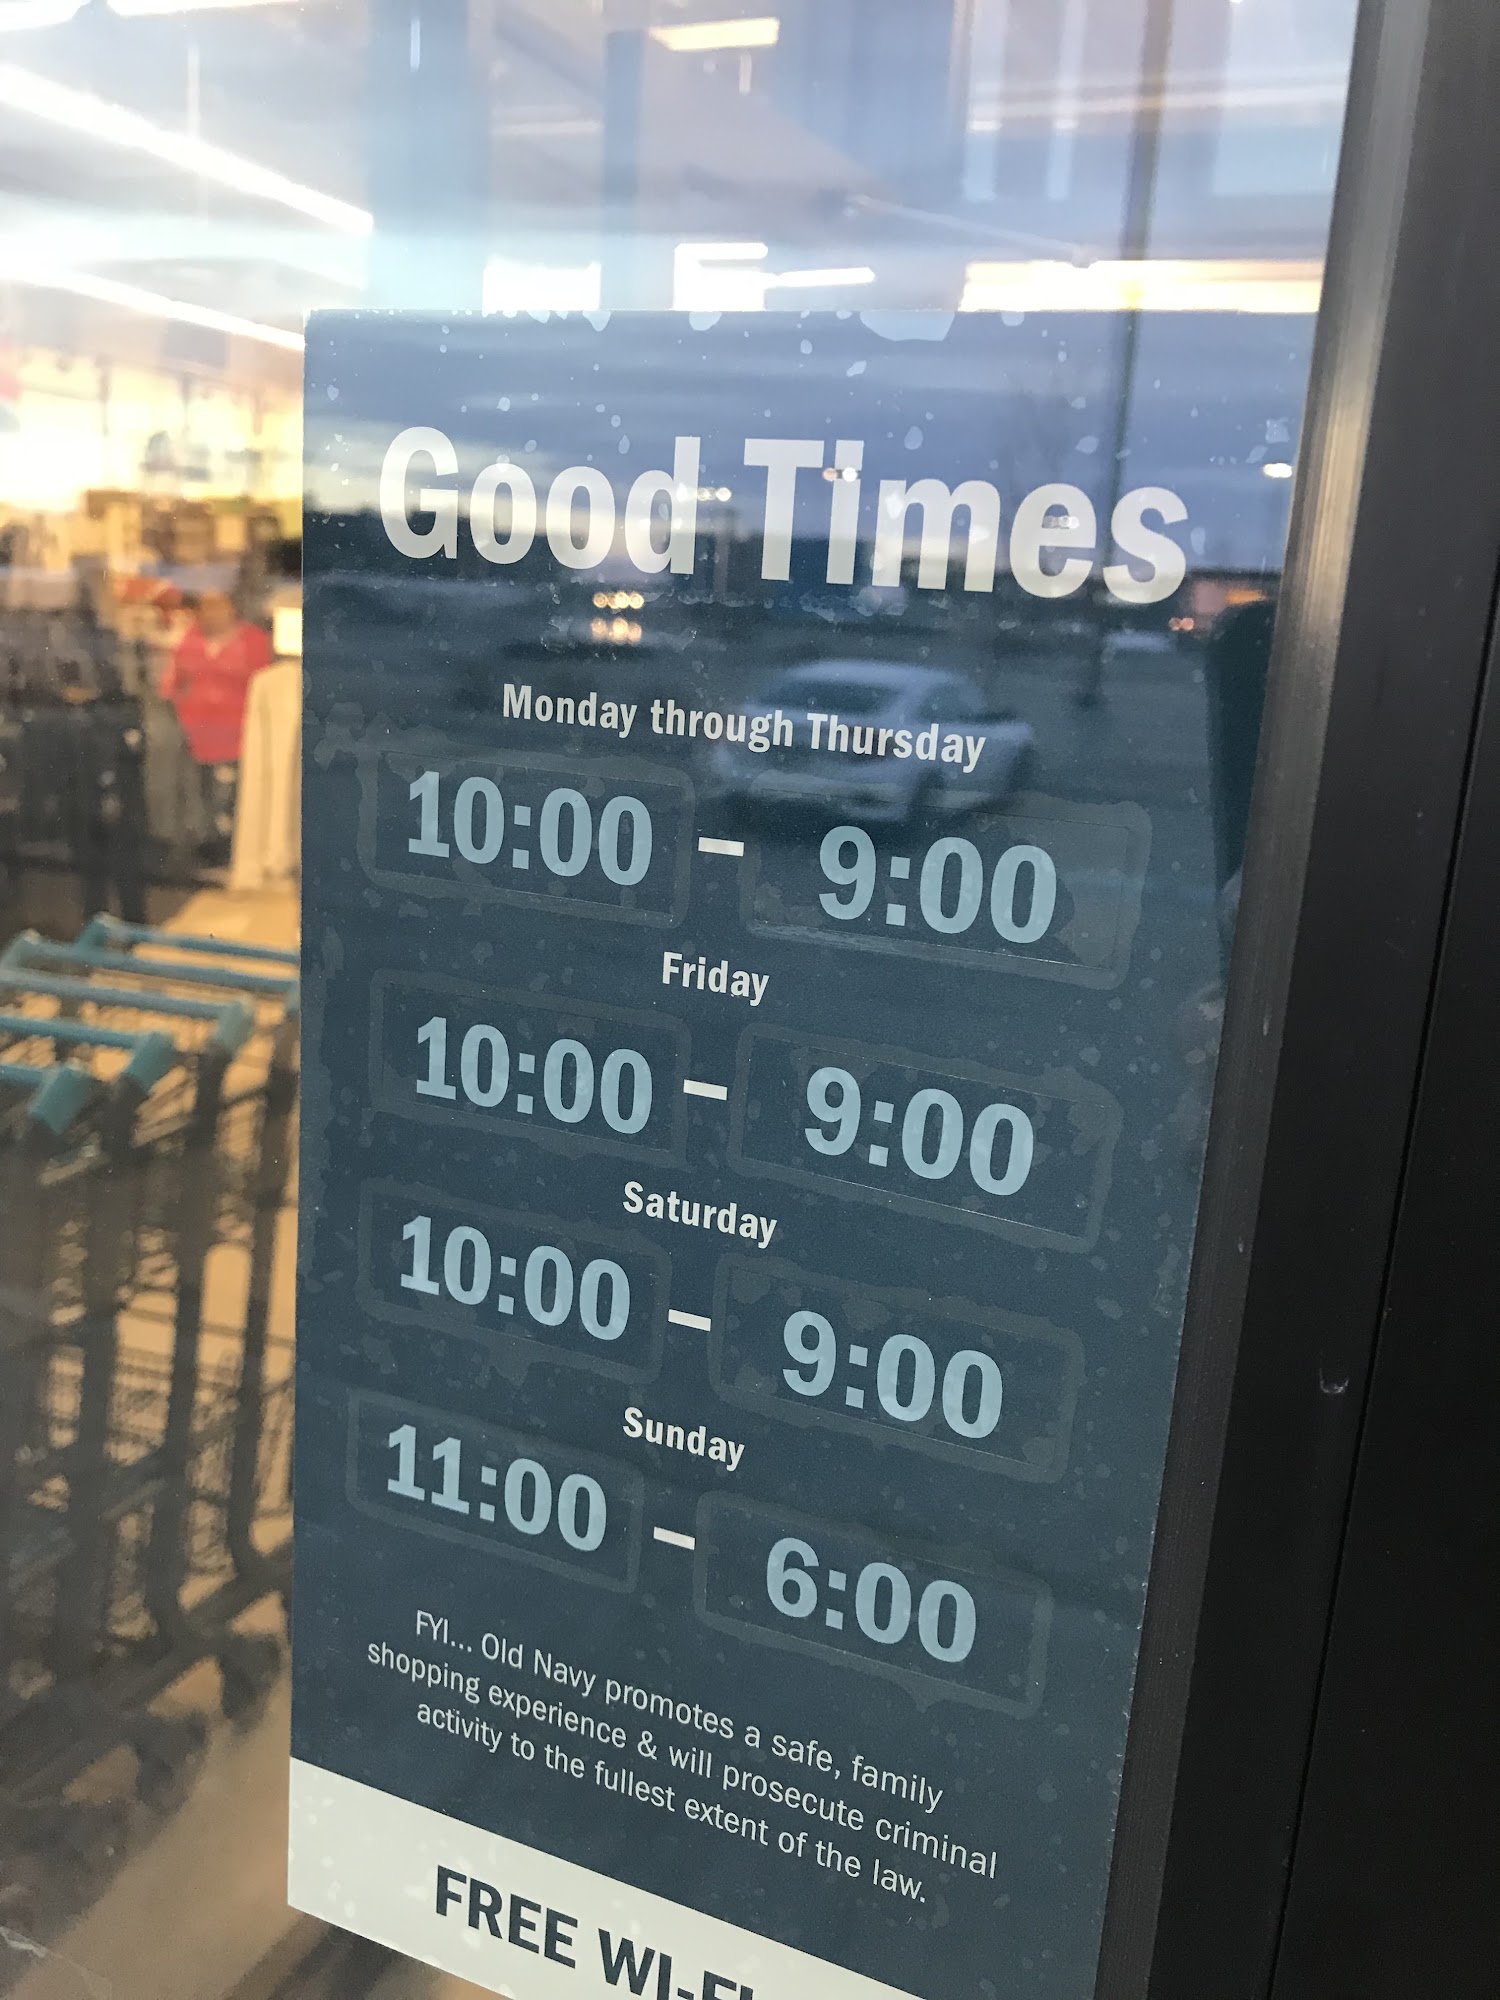 Good Times
Monday through Thursday
10:00 – 9:00
Friday
10:00 – 9:00
Saturday
10:00 – 9:00
Sunday
11:00 – 6:00
FYI... Old Navy promotes a safe, family
shopping experience & will prosecute criminal
activity to the fullest extent of the law.
FREE WI-FI